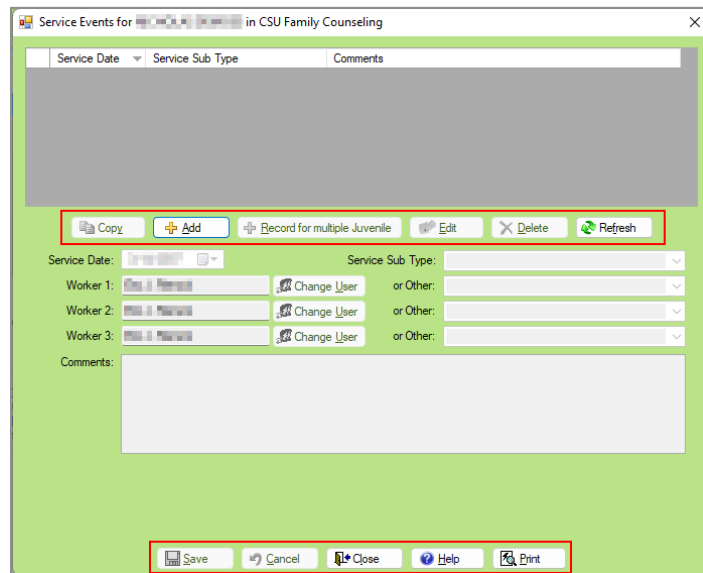 Service Events for in CSU Family Counseling
Service Date Service Sub Type Comments
Copy Add Record for multiple Juvenile Edit Delete Refresh
Service Date: Service Sub Type:
Worker 1: Change User or Other:
Worker 2: Change User or Other:
Worker 3: Change User or Other:
Comments:
Save Cancel Close Help Print